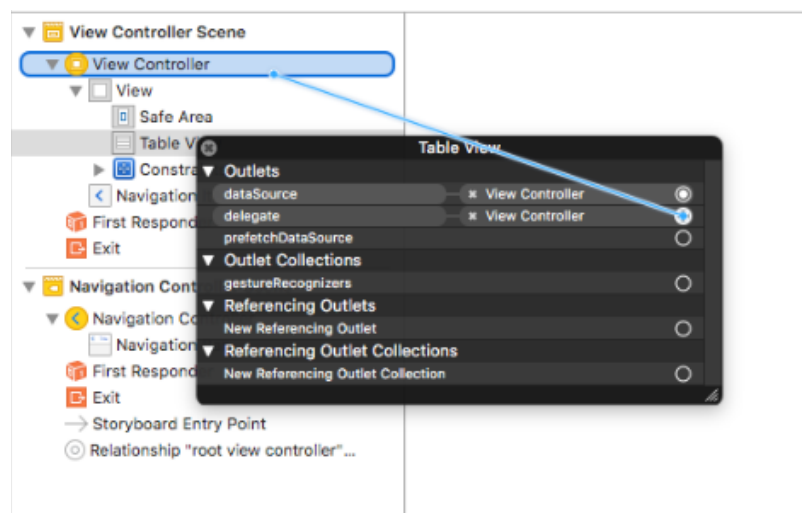 View Controller Scene
View Controller
View
Safe Area
Table V
Table View
Constra
Outlets
Navigation
dataSource
View Controller
First Respond
delegate
View Controller
Exit
prefetchDataSource
Outlet Collections
Navigation Cont
gestureRecognizers
Navigation Co
Referencing Outlets
New Referencing Outlet
Navigation
Referencing Outlet Collections
First Respond
New Referencing Outlet Collection
Exit
Storyboard Entry Point
Relationship "root view controller"...